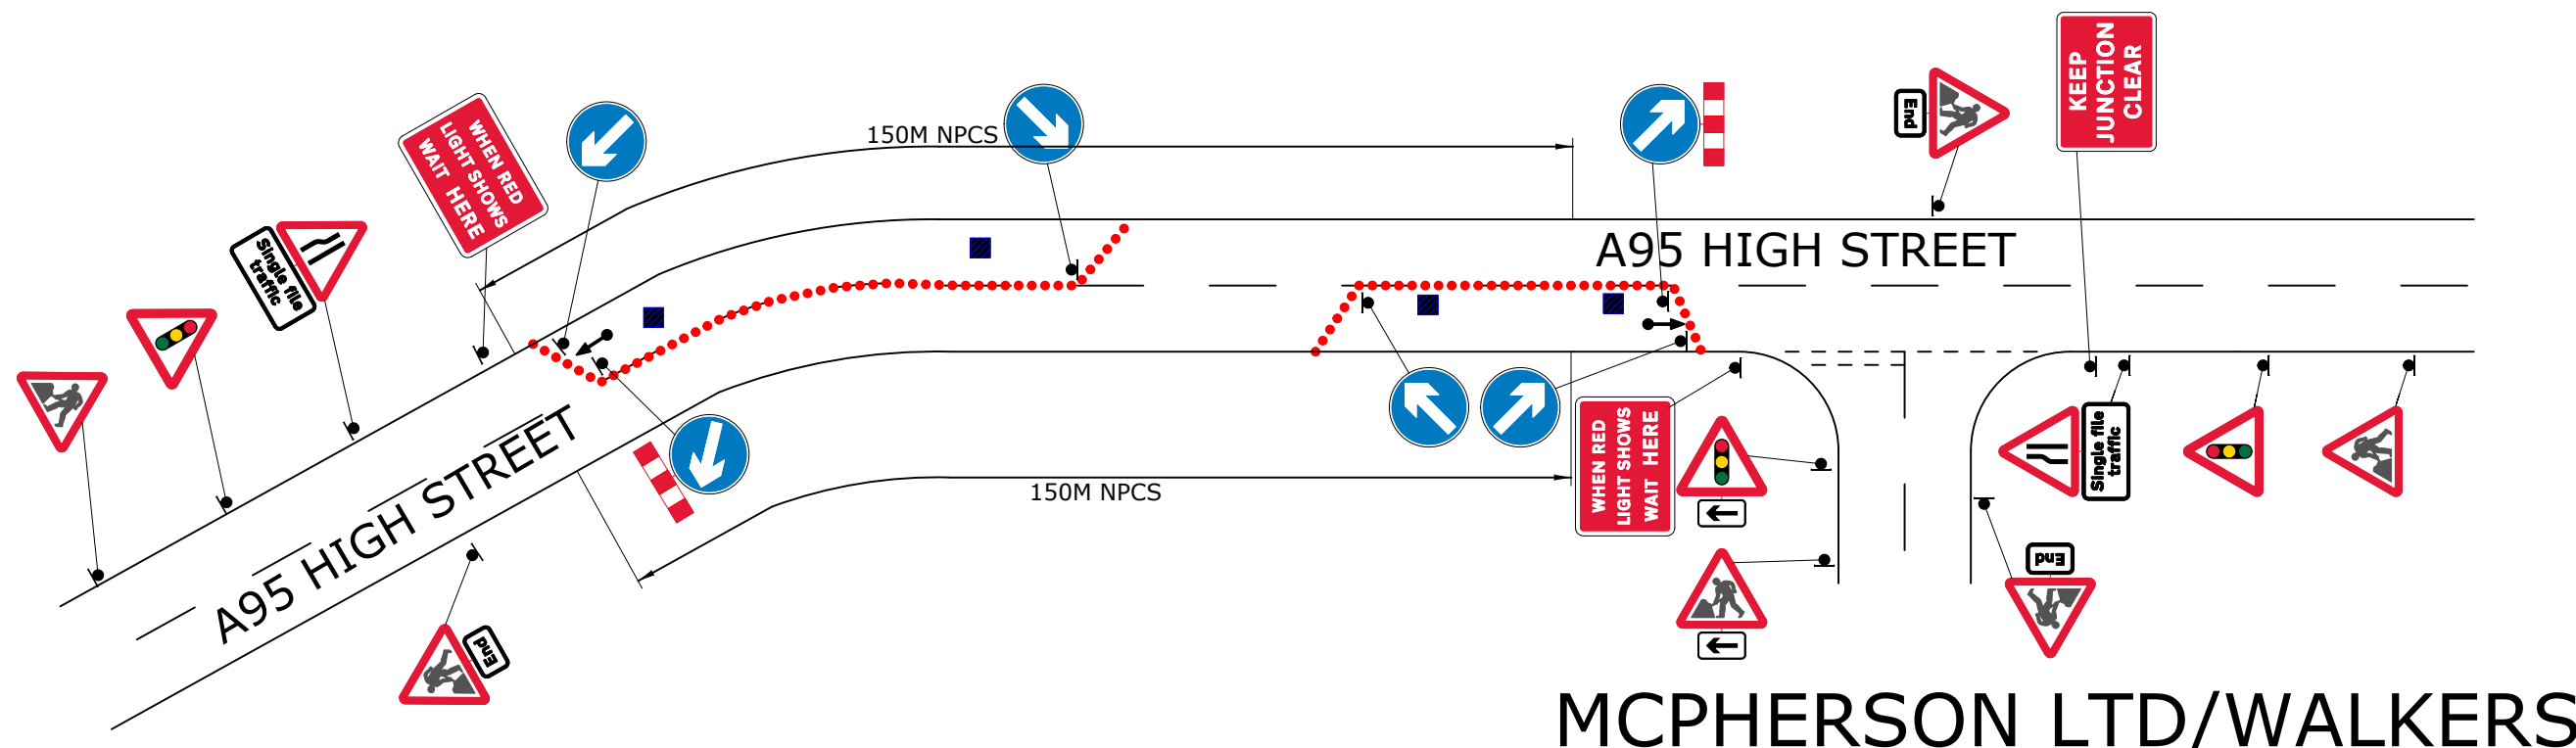 WHEN RED
LIGHT SHOWS
WAIT HERE
Single file
traffic
150M NPCS
End
KEEP
JUNCTION
CLEAR
A95 HIGH STREET
A95 HIGH STREET
150M NPCS
WHEN RED
LIGHT SHOWS
WAIT HERE
Single file
traffic
End
End
MCPHERSON LTD/WALKERS